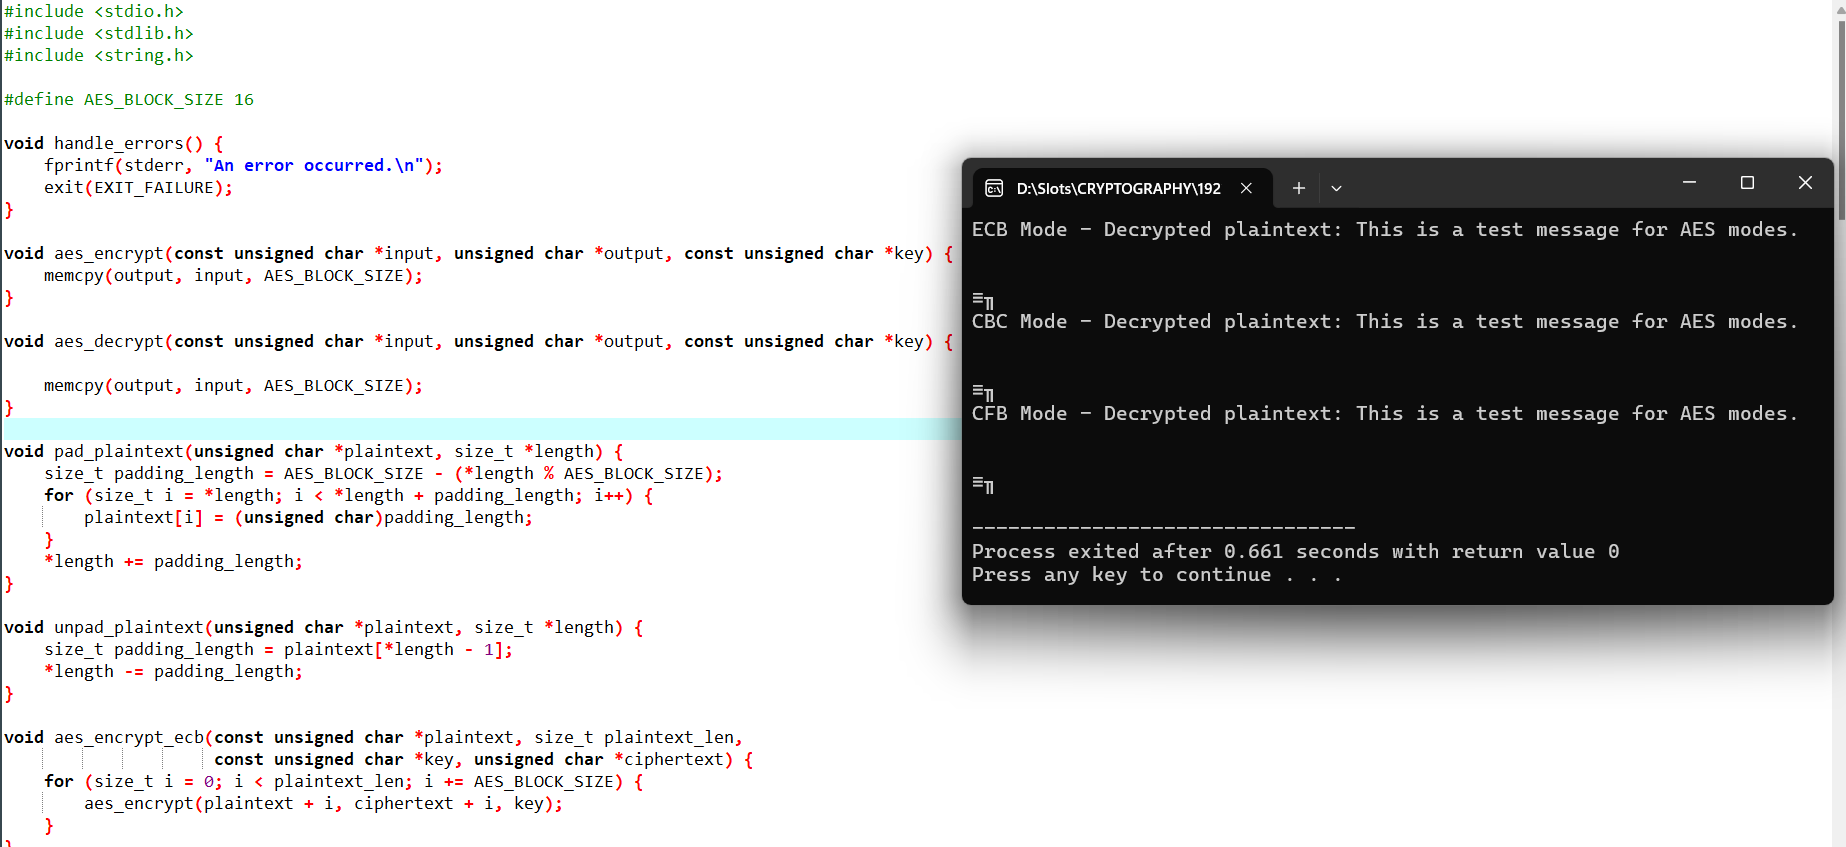 #include <stdio.h>
#include <stdlib.h>
#include <string.h>
#define AES_BLOCK_SIZE 16
void handle_errors() {
    fprintf(stderr, "An error occurred.\n");
    exit(EXIT_FAILURE);
}
void aes_encrypt(const unsigned char *input, unsigned char *output, const unsigned char *key) {
    memcpy(output, input, AES_BLOCK_SIZE);
}
void aes_decrypt(const unsigned char *input, unsigned char *output, const unsigned char *key) {
    memcpy(output, input, AES_BLOCK_SIZE);
}
void pad_plaintext(unsigned char *plaintext, size_t *length) {
    size_t padding_length = AES_BLOCK_SIZE - (*length % AES_BLOCK_SIZE);
    for (size_t i = *length; i < *length + padding_length; i++) {
        plaintext[i] = (unsigned char)padding_length;
    }
    *length += padding_length;
}
void unpad_plaintext(unsigned char *plaintext, size_t *length) {
    size_t padding_length = plaintext[*length - 1];
    *length -= padding_length;
}
void aes_encrypt_ecb(const unsigned char *plaintext, size_t plaintext_len,
                     const unsigned char *key, unsigned char *ciphertext) {
    for (size_t i = 0; i < plaintext_len; i += AES_BLOCK_SIZE) {
        aes_encrypt(plaintext + i, ciphertext + i, key);
    }
}
D:\Slots\CRYPTOGRAPHY\192
ECB Mode - Decrypted plaintext: This is a test message for AES modes.
≡╖
CBC Mode - Decrypted plaintext: This is a test message for AES modes.
≡╖
CFB Mode - Decrypted plaintext: This is a test message for AES modes.
≡╖
--------------------------------
Process exited after 0.661 seconds with return value 0
Press any key to continue . . .